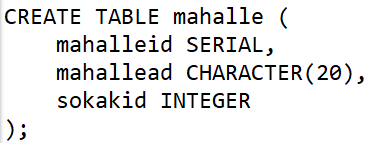 CREATE TABLE mahalle (
    mahalleid SERIAL,
    mahallead CHARACTER(20),
    sokakid INTEGER
);